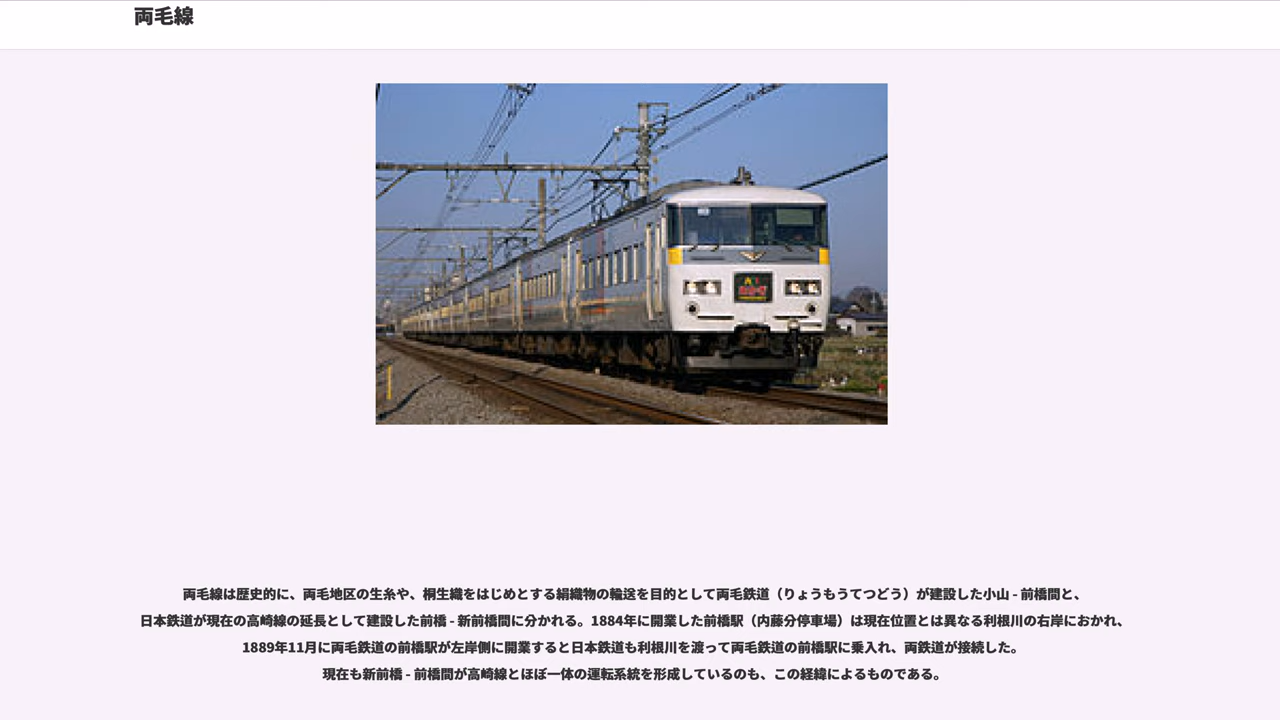 両毛線
両毛線は歴史的に、両毛地区の生糸や、桐生織をはじめとする絹織物の輸送を目的として両毛鉄道（りょうもうてつどう）が建設した小山 - 前橋間と、
日本鉄道が現在の高崎線の延長として建設した前橋 - 新前橋間に分かれる。1884年に開業した前橋駅（内藤分停車場）は現在位置とは異なる利根川の右岸におかれ、
1889年11月に両毛鉄道の前橋駅が左岸側に開業すると日本鉄道も利根川を渡って両毛鉄道の前橋駅に乗入れ、両鉄道が接続した。
現在も新前橋 - 前橋間が高崎線とほぼ一体の運転系統を形成しているのも、この経緯によるものである。